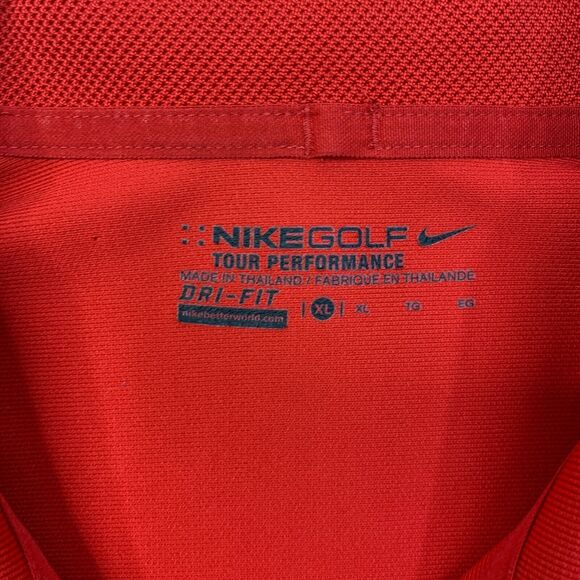 NIKEGOLF
TOUR PERFORMANCE
MADE IN THAILAND / FABRIQUE EN THAILANDE
DRI-FIT
nikebetterworld.com | XL | XL TG EG